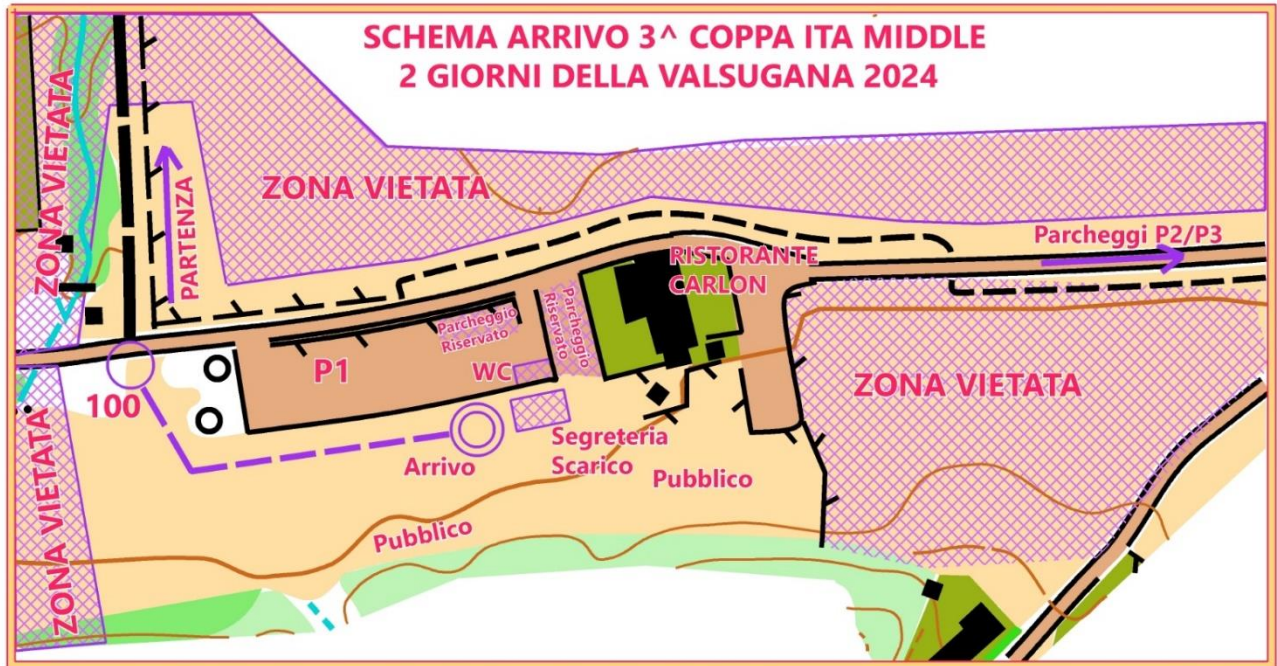 SCHEMA ARRIVO 3^ COPPA ITA MIDDLE
2 GIORNI DELLA VALSUGANA 2024
ZONA VIETATA
PARTENZA
ZONA VIETATA
Parcheggi P2/P3
RISTORANTE
CARLON
Parcheggio
Riservato
Parcheggio
Riservato
P1
WC
ZONA VIETATA
100
ZONA VIETATA
Arrivo
Segreteria
Scarico
Pubblico
Pubblico